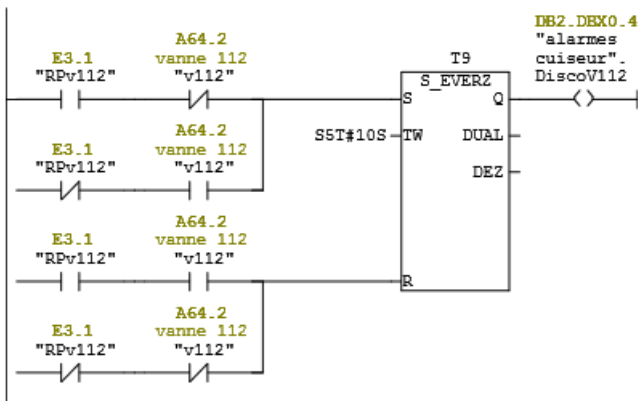 DB2.DBX0.4
A64.2
"alarmes
E3.1
vanne 112
T9
cuiseur".
"RPv112"
"v112"
S_EVERZ
DiscoV112
S
Q
A64.2
E3.1
vanne 112
S5T#10S
TW
DUAL
"RPv112"
"v112"
DEZ
A64.2
E3.1
vanne 112
"RPv112"
"v112"
R
A64.2
E3.1
vanne 112
"RPv112"
"v112"